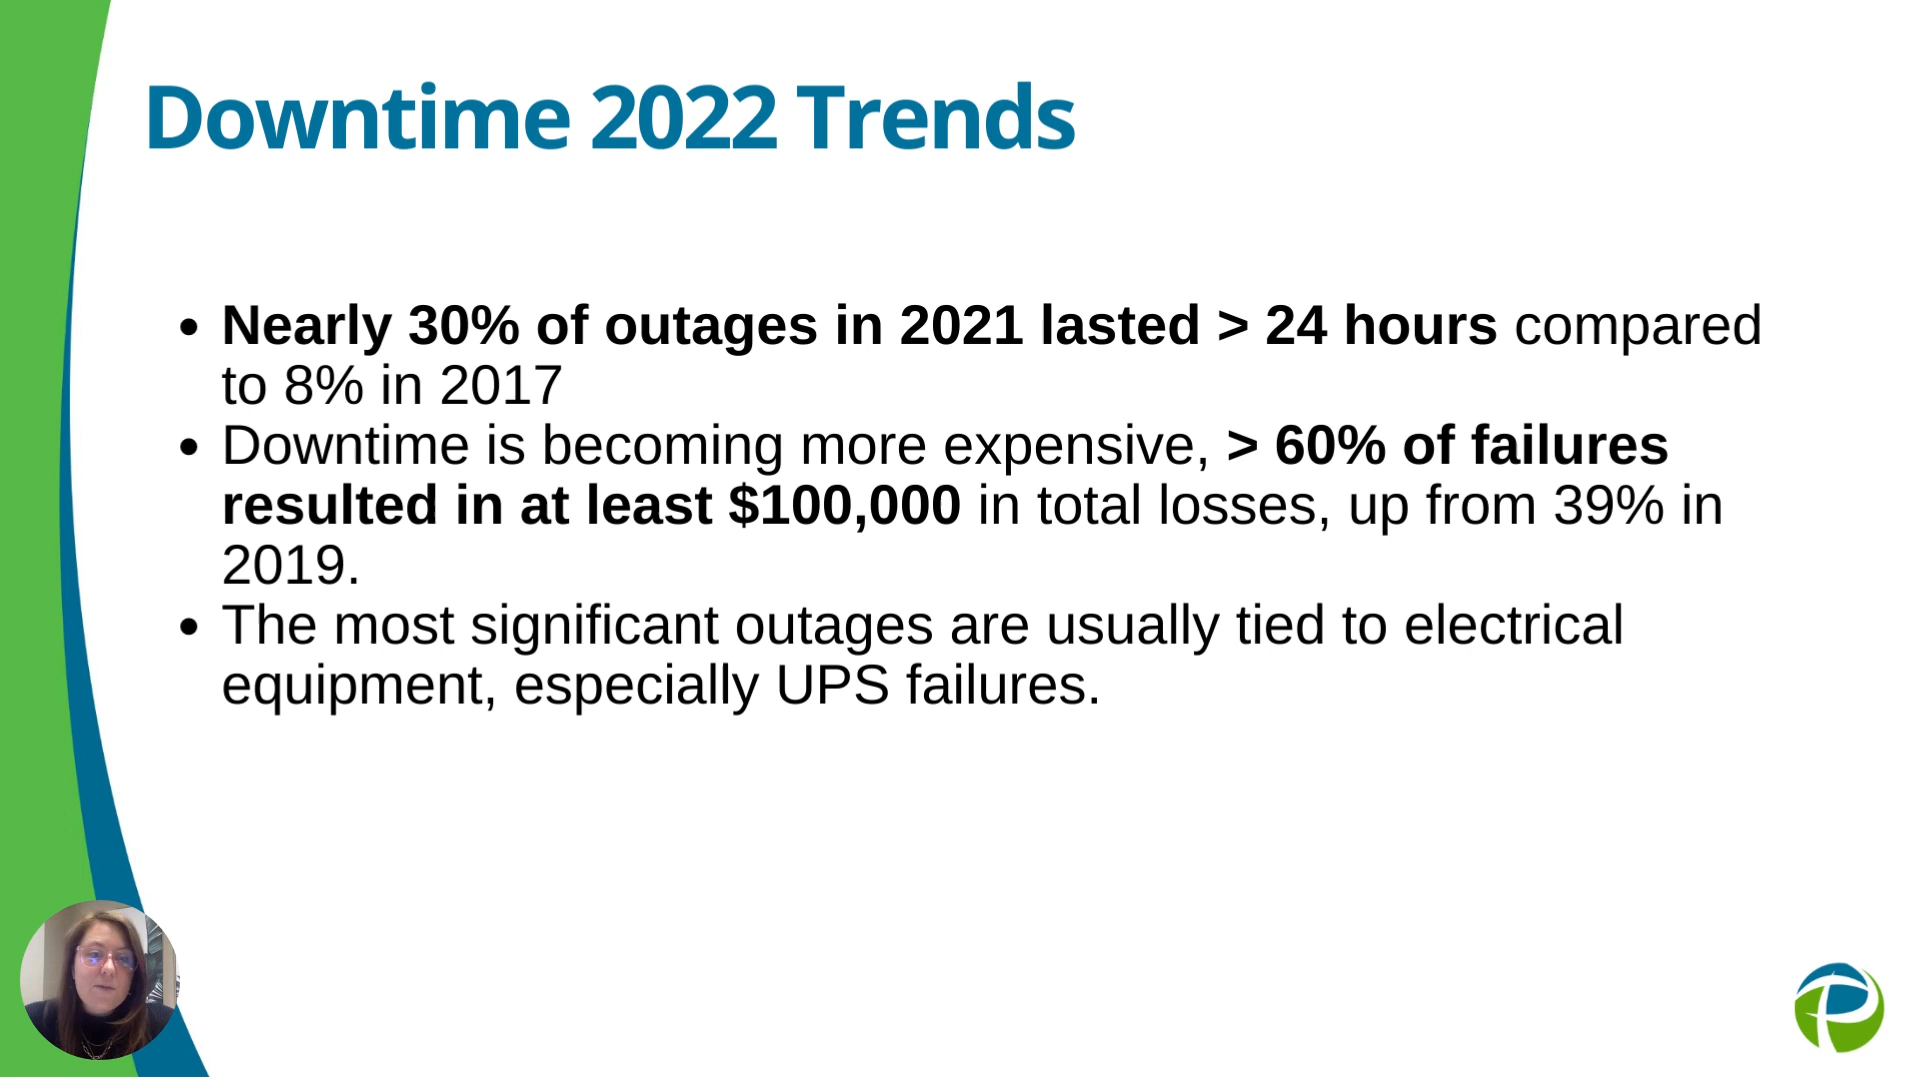 Downtime 2022 Trends
• Nearly 30% of outages in 2021 lasted > 24 hours compared
to 8% in 2017
• Downtime is becoming more expensive, > 60% of failures
resulted in at least $100,000 in total losses, up from 39% in
2019.
• The most significant outages are usually tied to electrical
equipment, especially UPS failures.